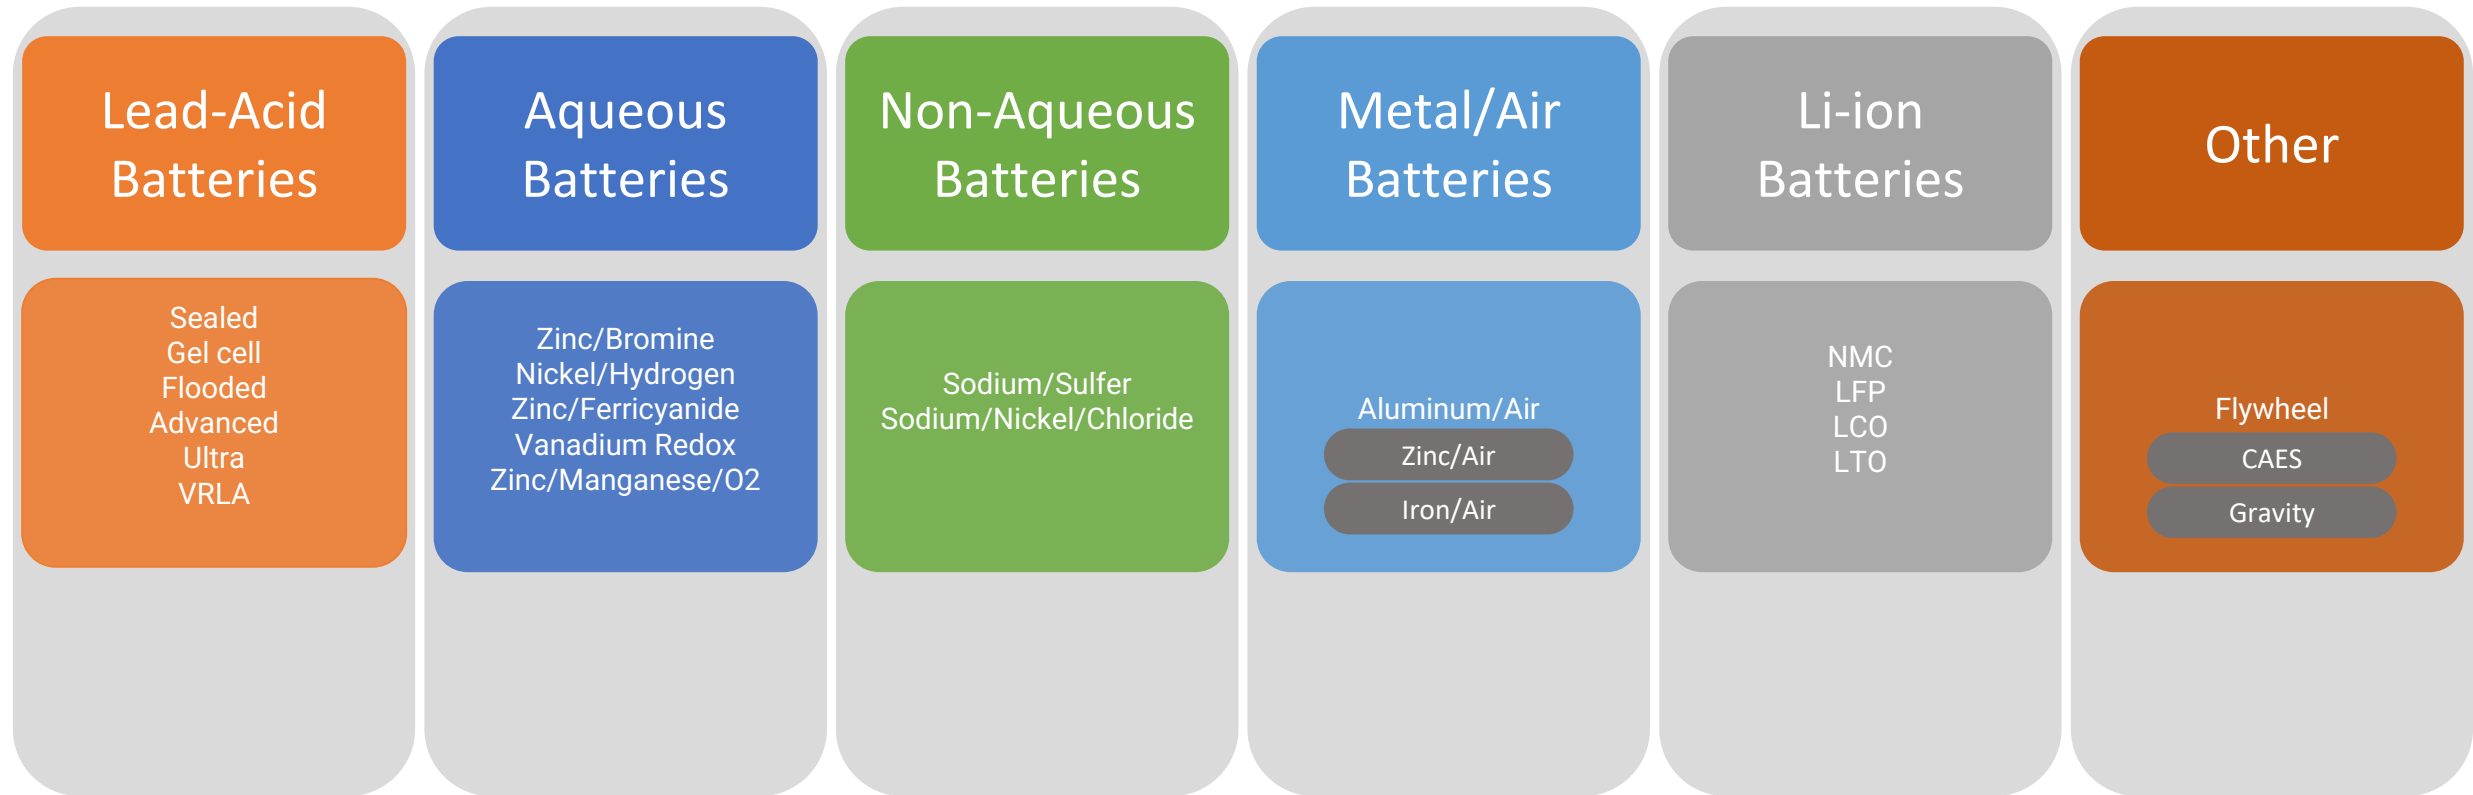 Lead-Acid
Batteries
Sealed
Gel cell
Flooded
Advanced
Ultra
VRLA
Aqueous
Batteries
Zinc/Bromine
Nickel/Hydrogen
Zinc/Ferricyanide
Vanadium Redox
Zinc/Manganese/O2
Non-Aqueous
Batteries
Sodium/Sulfer
Sodium/Nickel/Chloride
Metal/Air
Batteries
Aluminum/Air
Zinc/Air
Iron/Air
Li-ion
Batteries
NMC
LFP
LCO
LTO
Other
Flywheel
CAES
Gravity